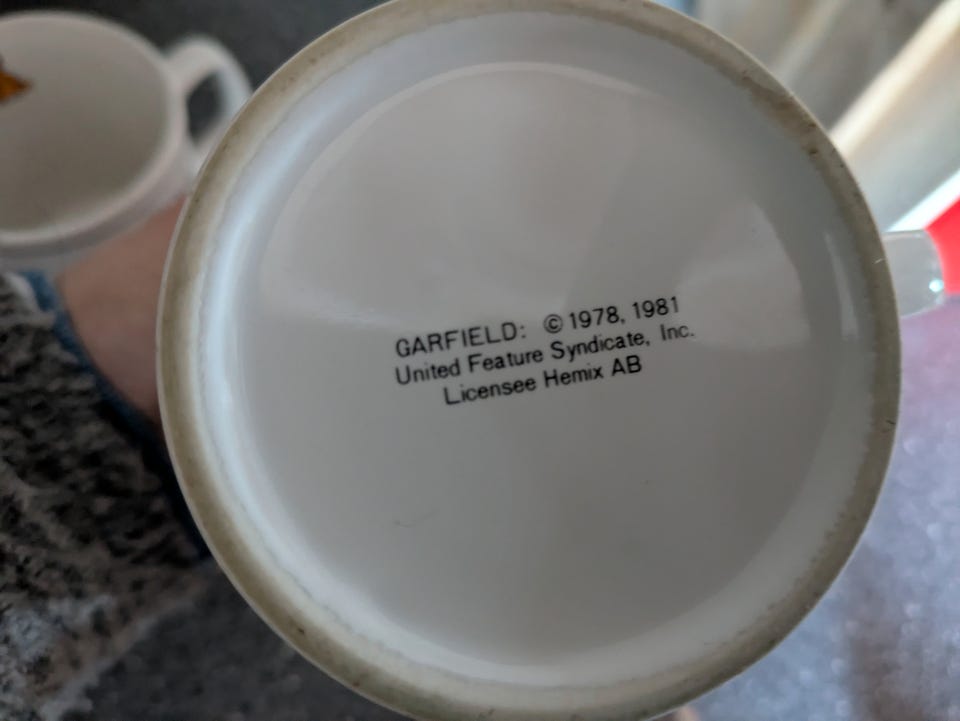 GARFIELD: © 1978, 1981
United Feature Syndicate, Inc.
Licensee Hemix AB